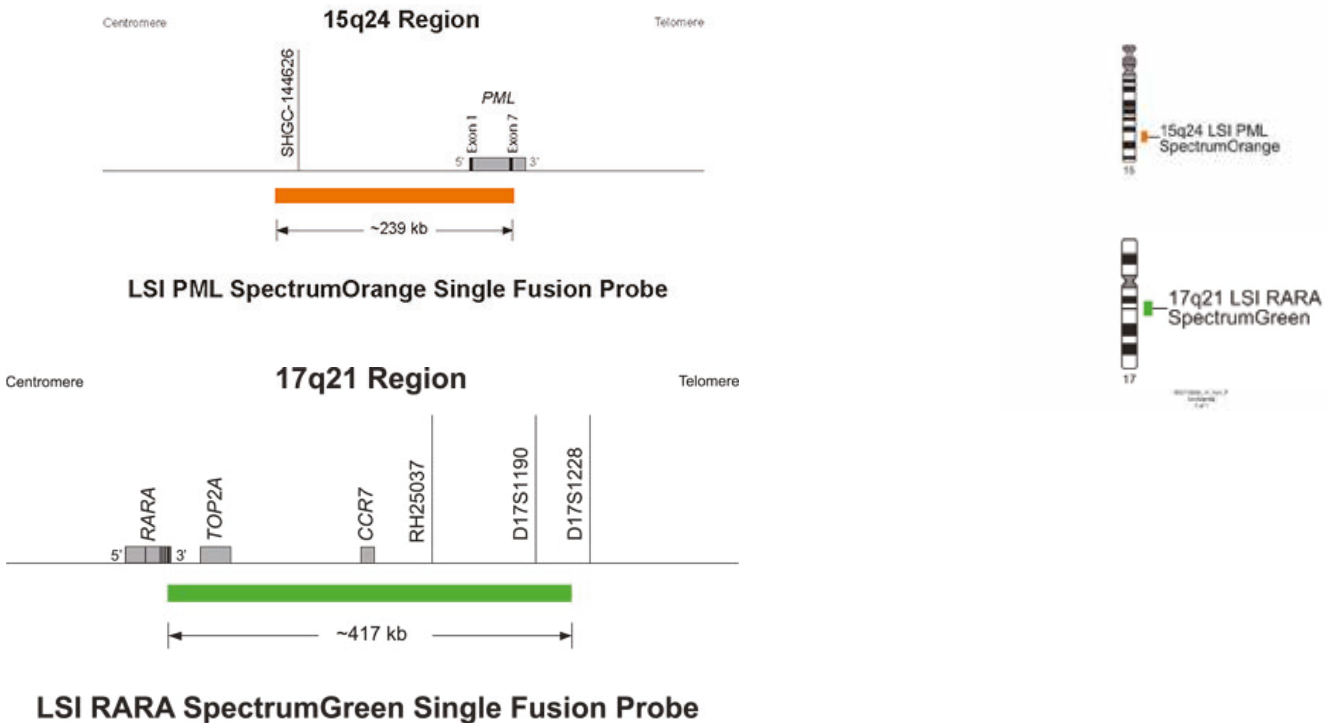 Centromere
15q24 Region
Telomere
SHGC-144626
PML
Exon 1
Exon 7
5'
3'
~239 kb
LSI PML SpectrumOrange Single Fusion Probe
15q24 LSI PML
SpectrumOrange
15
17q21 LSI RARA
SpectrumGreen
17
Centromere
17q21 Region
Telomere
RARA
TOP2A
CCR7
RH25037
D17S1190
D17S1228
5'
3'
~417 kb
LSI RARA SpectrumGreen Single Fusion Probe